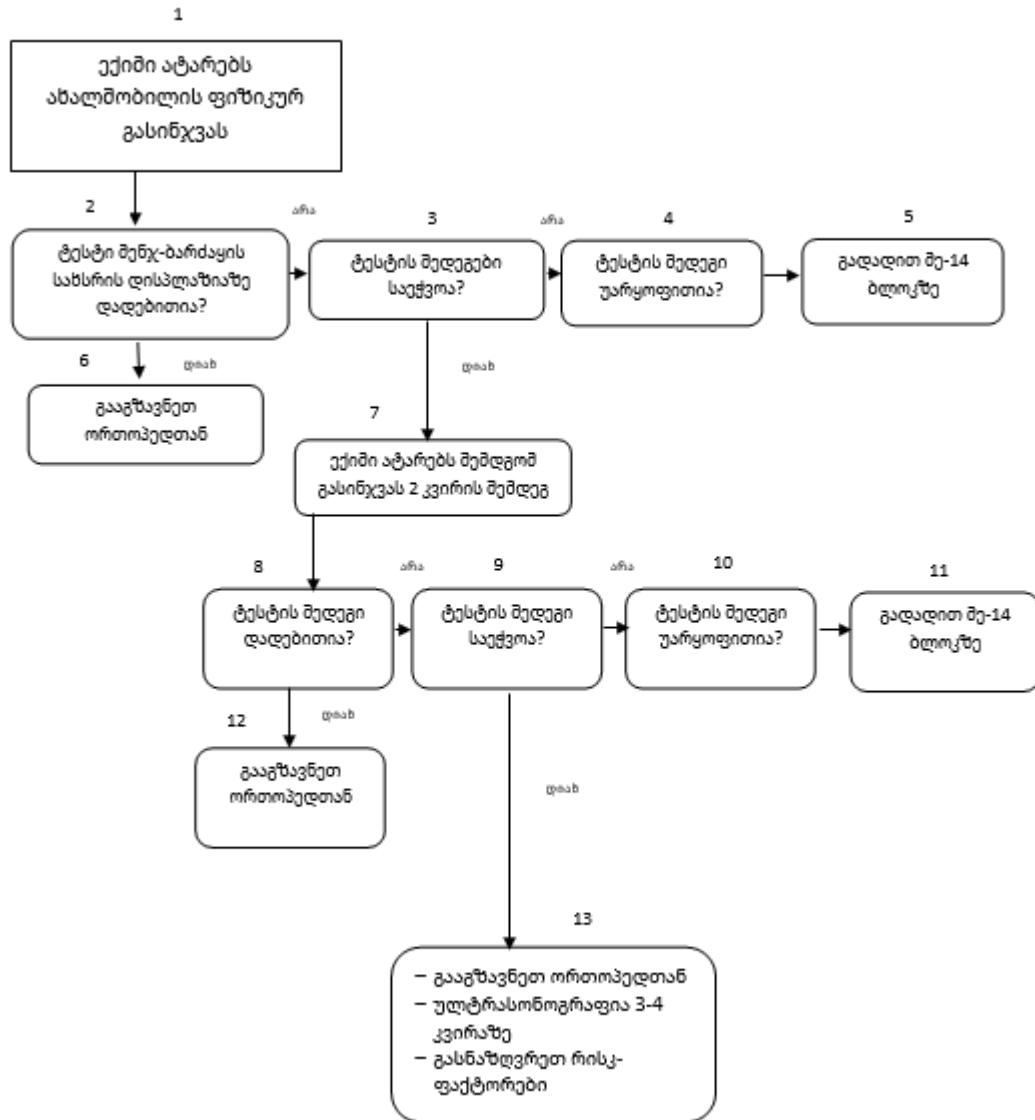 1
ექიმი ატარებს
ახალშობილის ფიზიკურ
გასინჯვას
2
არა
3
არა
4
5
ტესტი მენჯ-ბარძაყის
სახსრის დისპლაზიაზე
დადებითია?
ტესტის შედეგები
საეჭვოა?
ტესტის შედეგი
უარყოფითია?
გადადით მე-14
ბლოკზე
6
დიახ
დიახ
გააგზავნეთ
ორთოპედთან
7
ექიმი ატარებს შემდგომ
გასინჯვას 2 კვირის შემდეგ
8
არა
9
არა
10
11
ტესტის შედეგი
დადებითია?
ტესტის შედეგი
საეჭვოა?
ტესტის შედეგი
უარყოფითია?
გადადით მე-14
ბლოკზე
12
დიახ
გააგზავნეთ
ორთოპედთან
დიახ
13
– გააგზავნეთ ორთოპედთან
– ულტრასონოგრაფია 3-4
კვირაზე
– გასნაზღვრეთ რისკ-
ფაქტორები